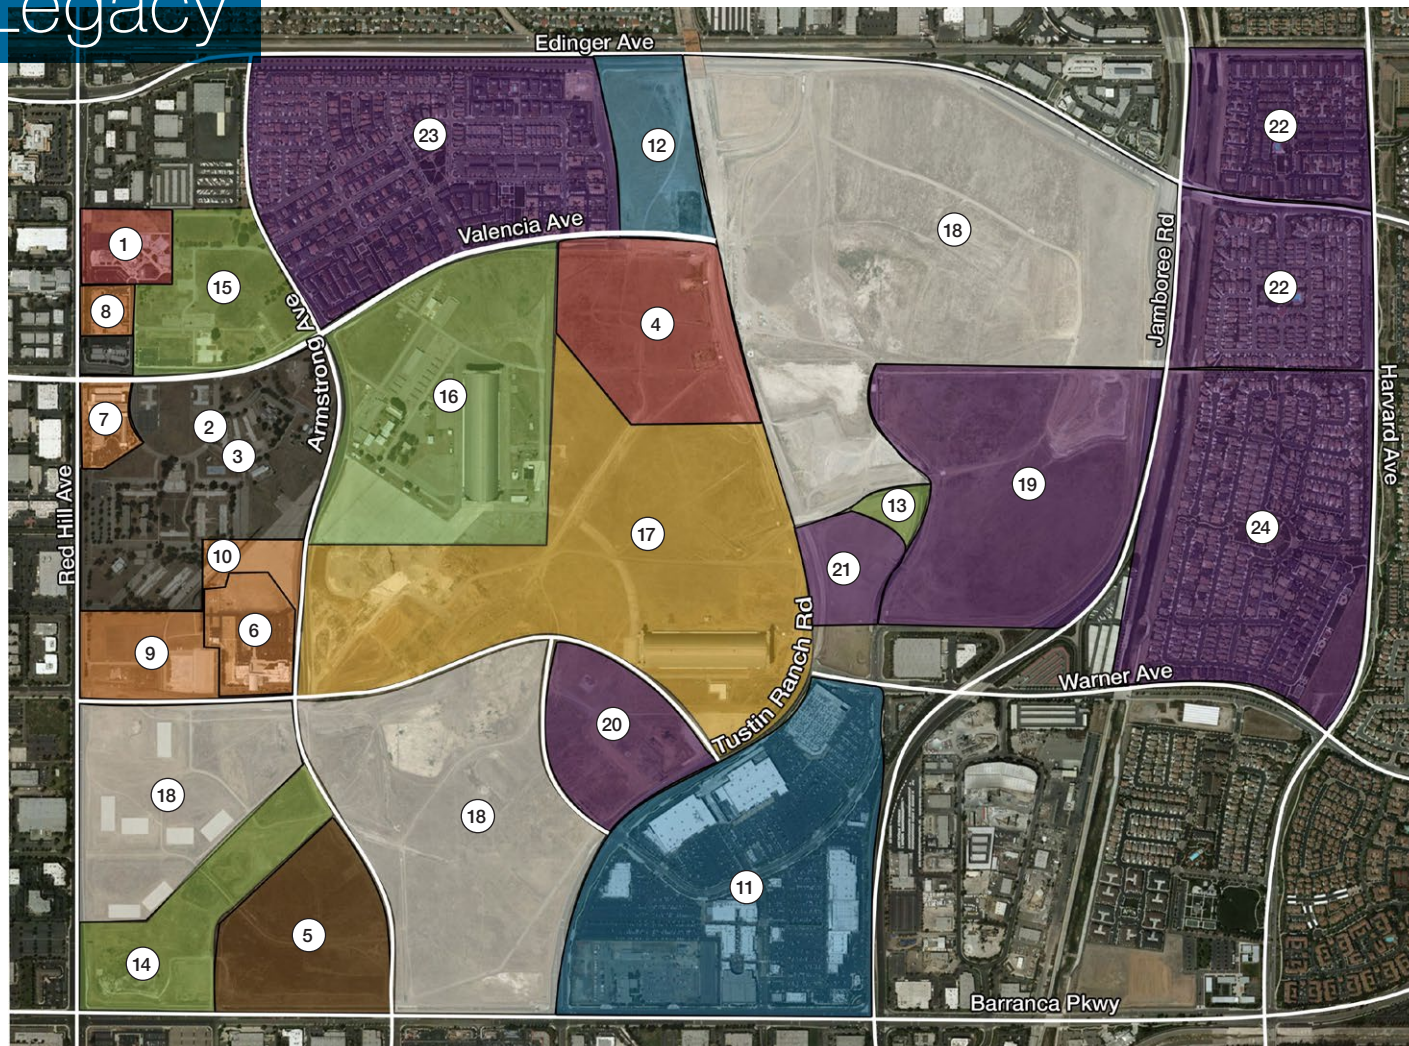 Legacy
Edinger Ave
23
12
22
Valencia Ave
18
1
15
22
8
Armstrong Ave
4
Jamboree Rd
16
7
2
3
Harvard Ave
19
13
24
Red Hill Ave
17
10
21
6
9
Tustin Ranch Rd
Warner Ave
20
18
18
11
5
14
Barranca Pkwy